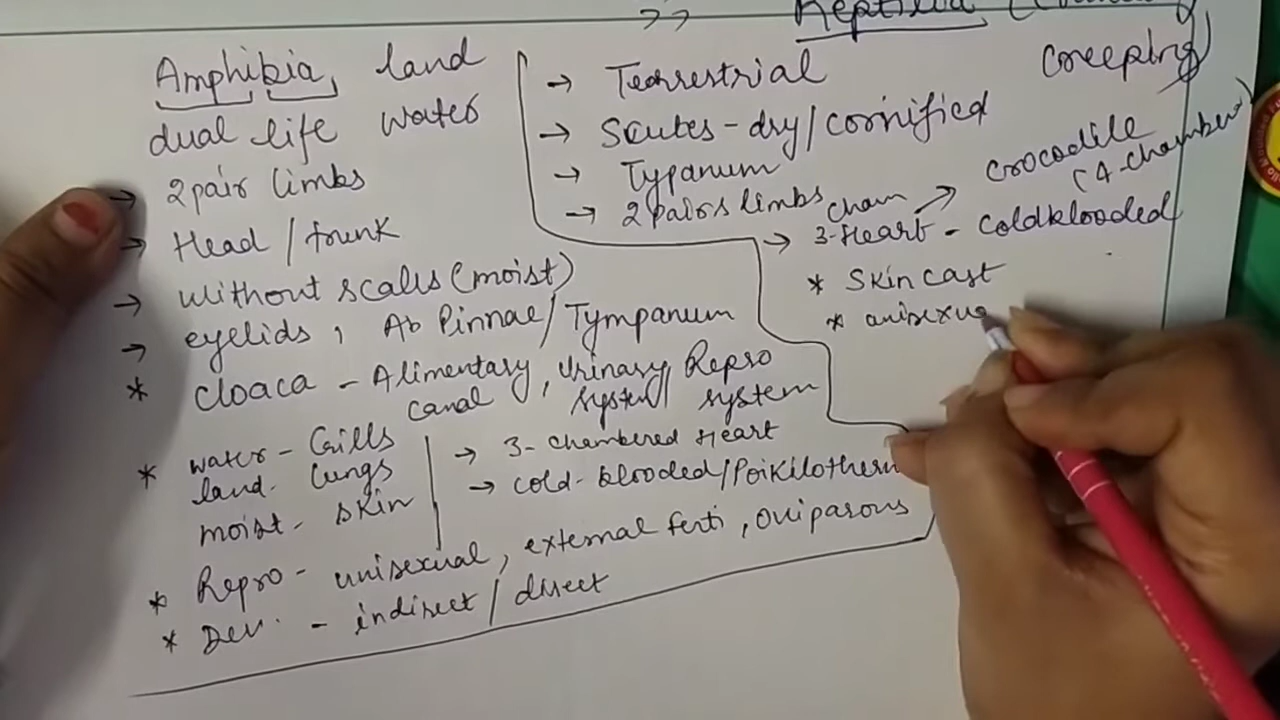 Reptilia
creeping)
Amphibia, land
dual life water
→ 2 pair limbs
→ Head / trunk
→ without scales (moist)
→ eyelids, Ab Pinnae / Tympanum
* cloaca - Alimentary canal, Urinary system, Repro system
* water - Gills
land - lungs
moist - skin
→ 3 - chambered Heart
→ cold - blooded / Poikilotherm
* Repro - unisexual, external ferti, oviparous
* Dev. - indirect / direct
→ Terrestrial
→ Scutes - dry / cornified
→ Typanum
→ 2 pairs limbs
→ 3 - cham Heart - coldblooded
→ crocodile (4 - chamber)
* Skin cast
* unisexua